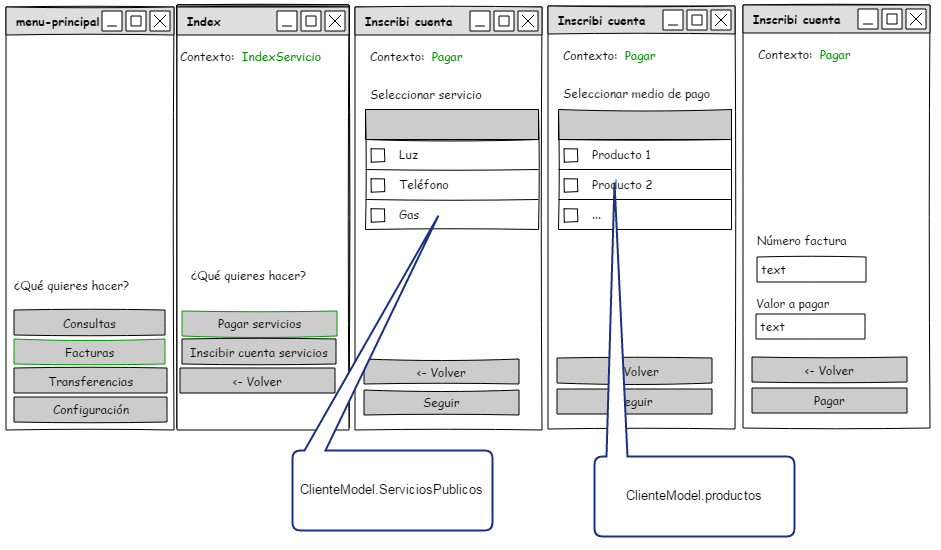 menu-principal
¿Qué quieres hacer?
Consultas
Facturas
Transferencias
Configuración
Index
Contexto: IndexServicio
¿Qué quieres hacer?
Pagar servicios
Inscibir cuenta servicios
<- Volver
Inscribi cuenta
Contexto: Pagar
Seleccionar servicio
Luz
Teléfono
Gas
<- Volver
Seguir
ClienteModel.ServiciosPublicos
Inscribi cuenta
Contexto: Pagar
Seleccionar medio de pago
Producto 1
Producto 2
...
Volver
eguir
ClienteModel.productos
Inscribi cuenta
Contexto: Pagar
Número factura
text
Valor a pagar
text
<- Volver
Pagar